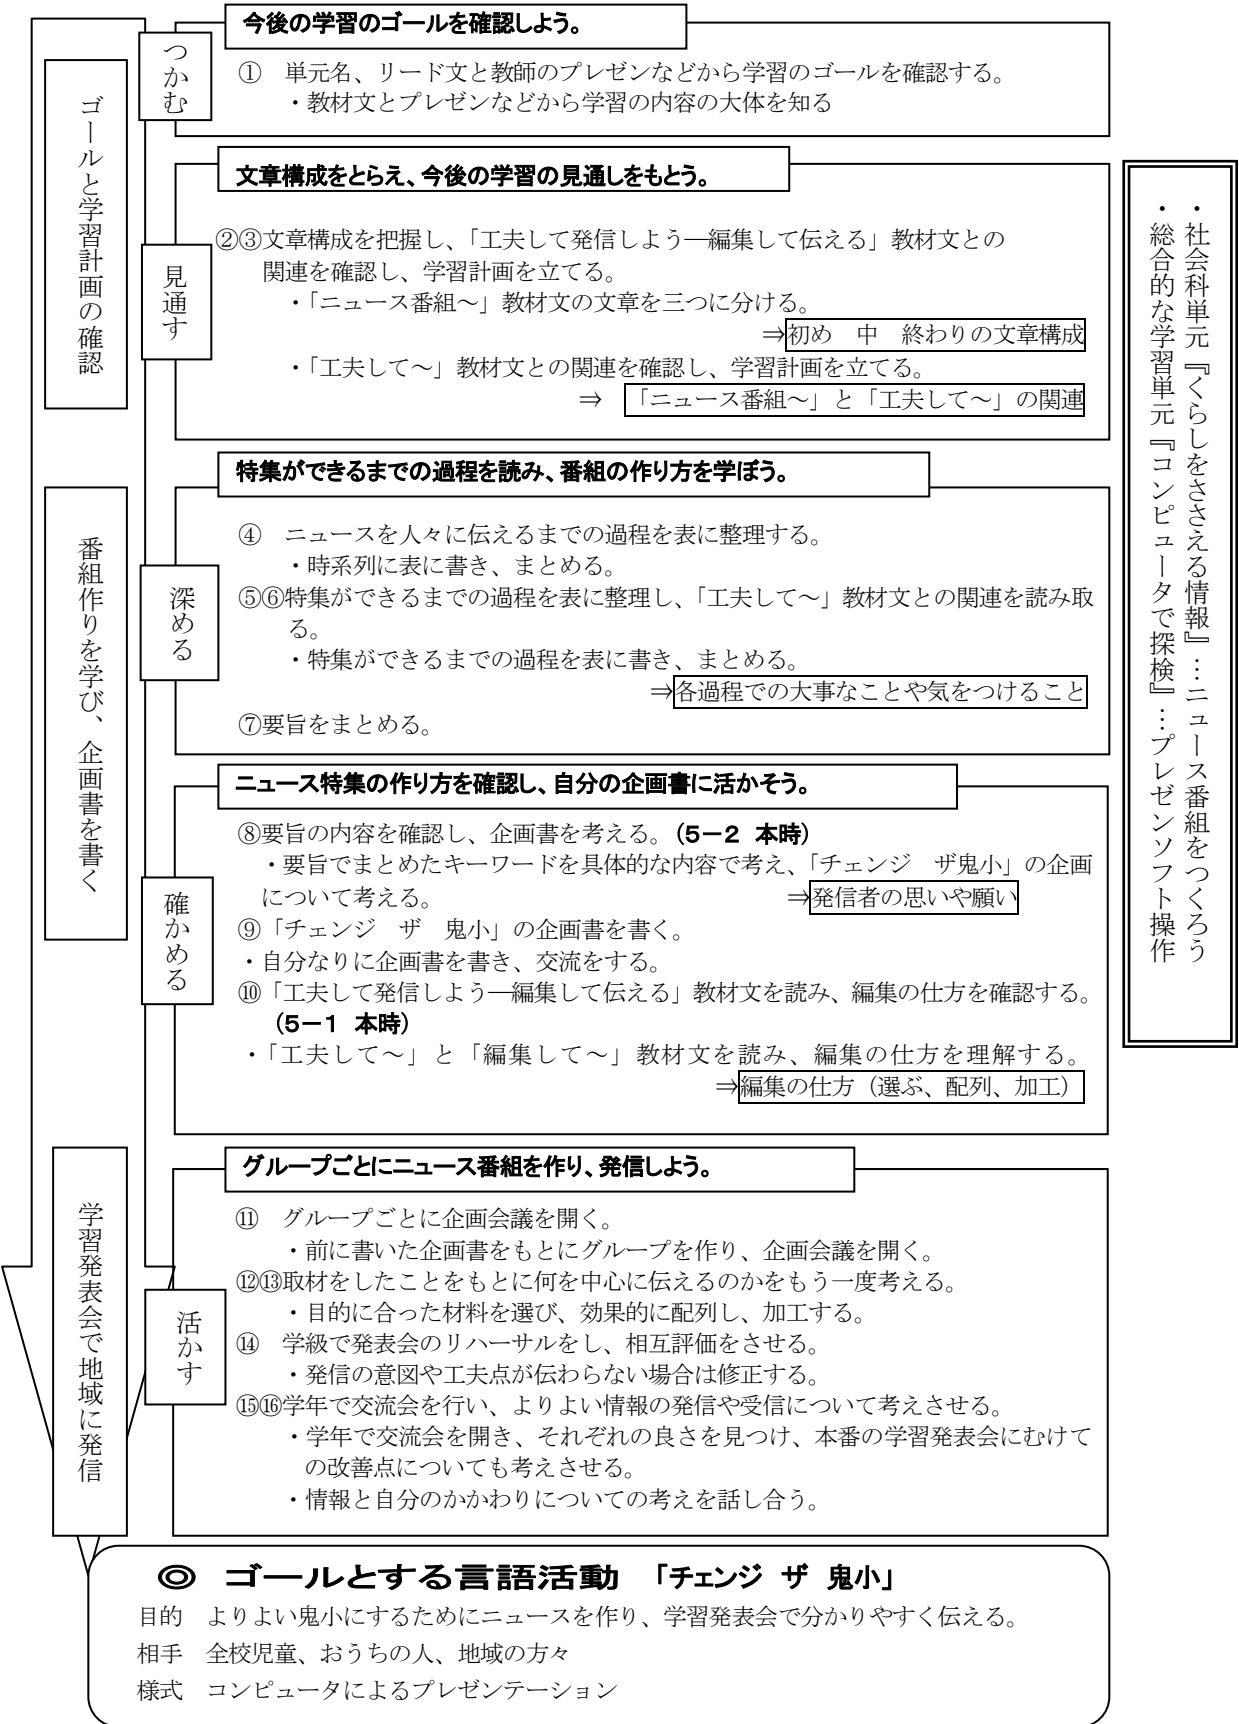 今後の学習のゴールを確認しよう。
つかむ
① 単元名、リード文と教師のプレゼンなどから学習のゴールを確認する。
・教材文とプレゼンなどから学習の内容の大体を知る
ゴールと学習計画の確認
文章構成をとらえ、今後の学習の見通しをもとう。
見通す
②③文章構成を把握し、「工夫して発信しよう―編集して伝える」教材文との
関連を確認し、学習計画を立てる。
・「ニュース番組～」教材文の文章を三つに分ける。
⇒初め 中 終わりの文章構成
・「工夫して～」教材文との関連を確認し、学習計画を立てる。
⇒ 「ニュース番組～」と「工夫して～」の関連
・社会科単元『くらしをささえる情報』…ニュース番組をつくろう
・総合的な学習単元『コンピュータで探検』…プレゼンソフト操作
特集ができるまでの過程を読み、番組の作り方を学ぼう。
番組作りを学び、企画書を書く
深める
④ ニュースを人々に伝えるまでの過程を表に整理する。
・時系列に表に書き、まとめる。
⑤⑥特集ができるまでの過程を表に整理し、「工夫して～」教材文との関連を読み取
る。
・特集ができるまでの過程を表に書き、まとめる。
⇒各過程での大事なことや気をつけること
⑦要旨をまとめる。
ニュース特集の作り方を確認し、自分の企画書に活かそう。
確かめる
⑧要旨の内容を確認し、企画書を考える。(5－2 本時)
・要旨でまとめたキーワードを具体的な内容で考え、「チェンジ ザ鬼小」の企画
について考える。 ⇒発信者の思いや願い
⑨「チェンジ ザ 鬼小」の企画書を書く。
・自分なりに企画書を書き、交流をする。
⑩「工夫して発信しよう―編集して伝える」教材文を読み、編集の仕方を確認する。
(5－1 本時)
・「工夫して～」と「編集して～」教材文を読み、編集の仕方を理解する。
⇒編集の仕方（選ぶ、配列、加工）
グループごとにニュース番組を作り、発信しよう。
学習発表会で地域に発信
活かす
⑪ グループごとに企画会議を開く。
・前に書いた企画書をもとにグループを作り、企画会議を開く。
⑫⑬取材をしたことをもとに何を中心に伝えるのかをもう一度考える。
・目的に合った材料を選び、効果的に配列し、加工する。
⑭ 学級で発表会のリハーサルをし、相互評価をさせる。
・発信の意図や工夫点が伝わらない場合は修正する。
⑮⑯学年で交流会を行い、よりよい情報の発信や受信について考えさせる。
・学年で交流会を開き、それぞれの良さを見つけ、本番の学習発表会にむけて
の改善点についても考えさせる。
・情報と自分のかかわりについての考えを話し合う。
◎ ゴールとする言語活動 「チェンジ ザ 鬼小」
目的 よりよい鬼小にするためにニュースを作り、学習発表会で分かりやすく伝える。
相手 全校児童、おうちの人、地域の方々
様式 コンピュータによるプレゼンテーション